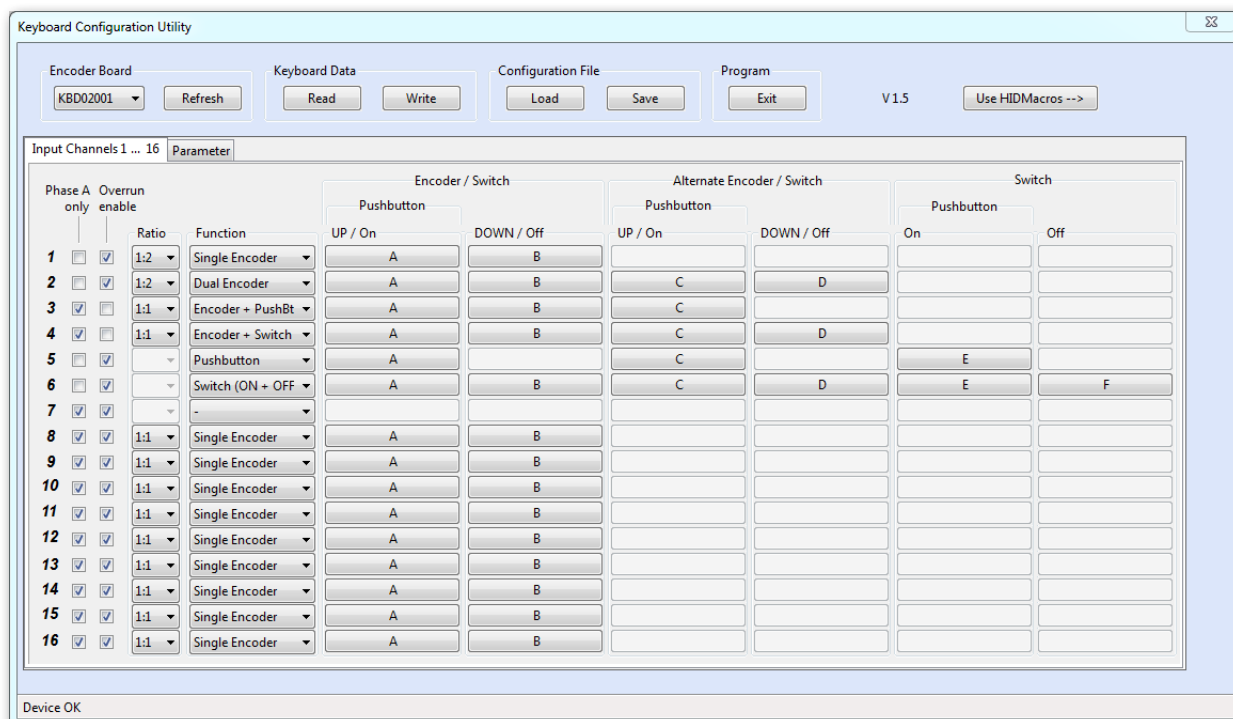 Keyboard Configuration Utility
Encoder Board Keyboard Data Configuration File Program
KBD02001 Refresh Read Write Load Save Exit V 1.5 Use HIDMacros -->
Input Channels 1 ... 16 Parameter
Encoder / Switch Alternate Encoder / Switch Switch
Phase A Overrun
only enable
Pushbutton Pushbutton Pushbutton
Ratio Function UP / On DOWN / Off UP / On DOWN / Off On Off
1 1:2 Single Encoder A B
2 1:2 Dual Encoder A B C D
3 1:1 Encoder + PushBt A B C
4 1:1 Encoder + Switch A B C D
5 Pushbutton A C E
6 Switch (ON + OFF A B C D E F
7 -
8 1:1 Single Encoder A B
9 1:1 Single Encoder A B
10 1:1 Single Encoder A B
11 1:1 Single Encoder A B
12 1:1 Single Encoder A B
13 1:1 Single Encoder A B
14 1:1 Single Encoder A B
15 1:1 Single Encoder A B
16 1:1 Single Encoder A B
Device OK